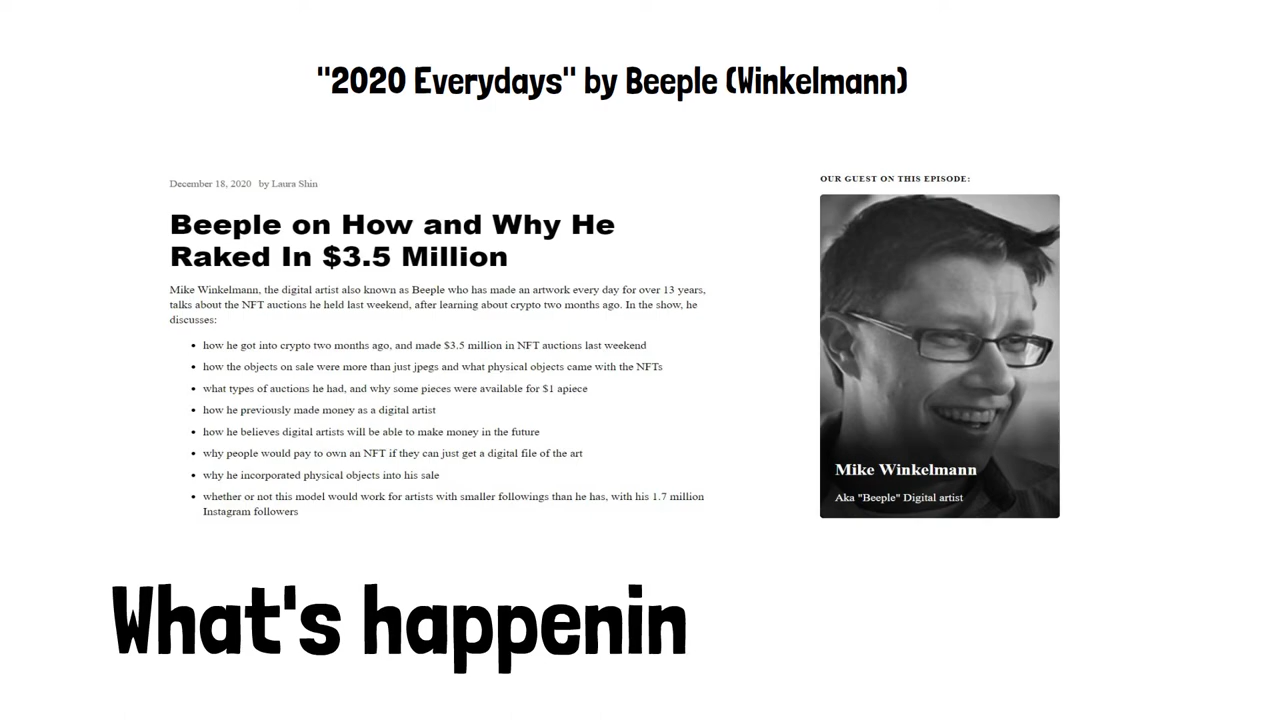 "2020 Everydays" by Beeple (Winkelmann)
December 18, 2020 by Laura Shin
Beeple on How and Why He
Raked In $3.5 Million
Mike Winkelmann, the digital artist also known as Beeple who has made an artwork every day for over 13 years,
talks about the NFT auctions he held last weekend, after learning about crypto two months ago. In the show, he
discusses:
• how he got into crypto two months ago, and made $3.5 million in NFT auctions last weekend
• how the objects on sale were more than just jpegs and what physical objects came with the NFTs
• what types of auctions he had, and why some pieces were available for $1 apiece
• how he previously made money as a digital artist
• how he believes digital artists will be able to make money in the future
• why people would pay to own an NFT if they can just get a digital file of the art
• why he incorporated physical objects into his sale
• whether or not this model would work for artists with smaller followings than he has, with his 1.7 million
Instagram followers
OUR GUEST ON THIS EPISODE:
Mike Winkelmann
Aka "Beeple" Digital artist
What's happenin